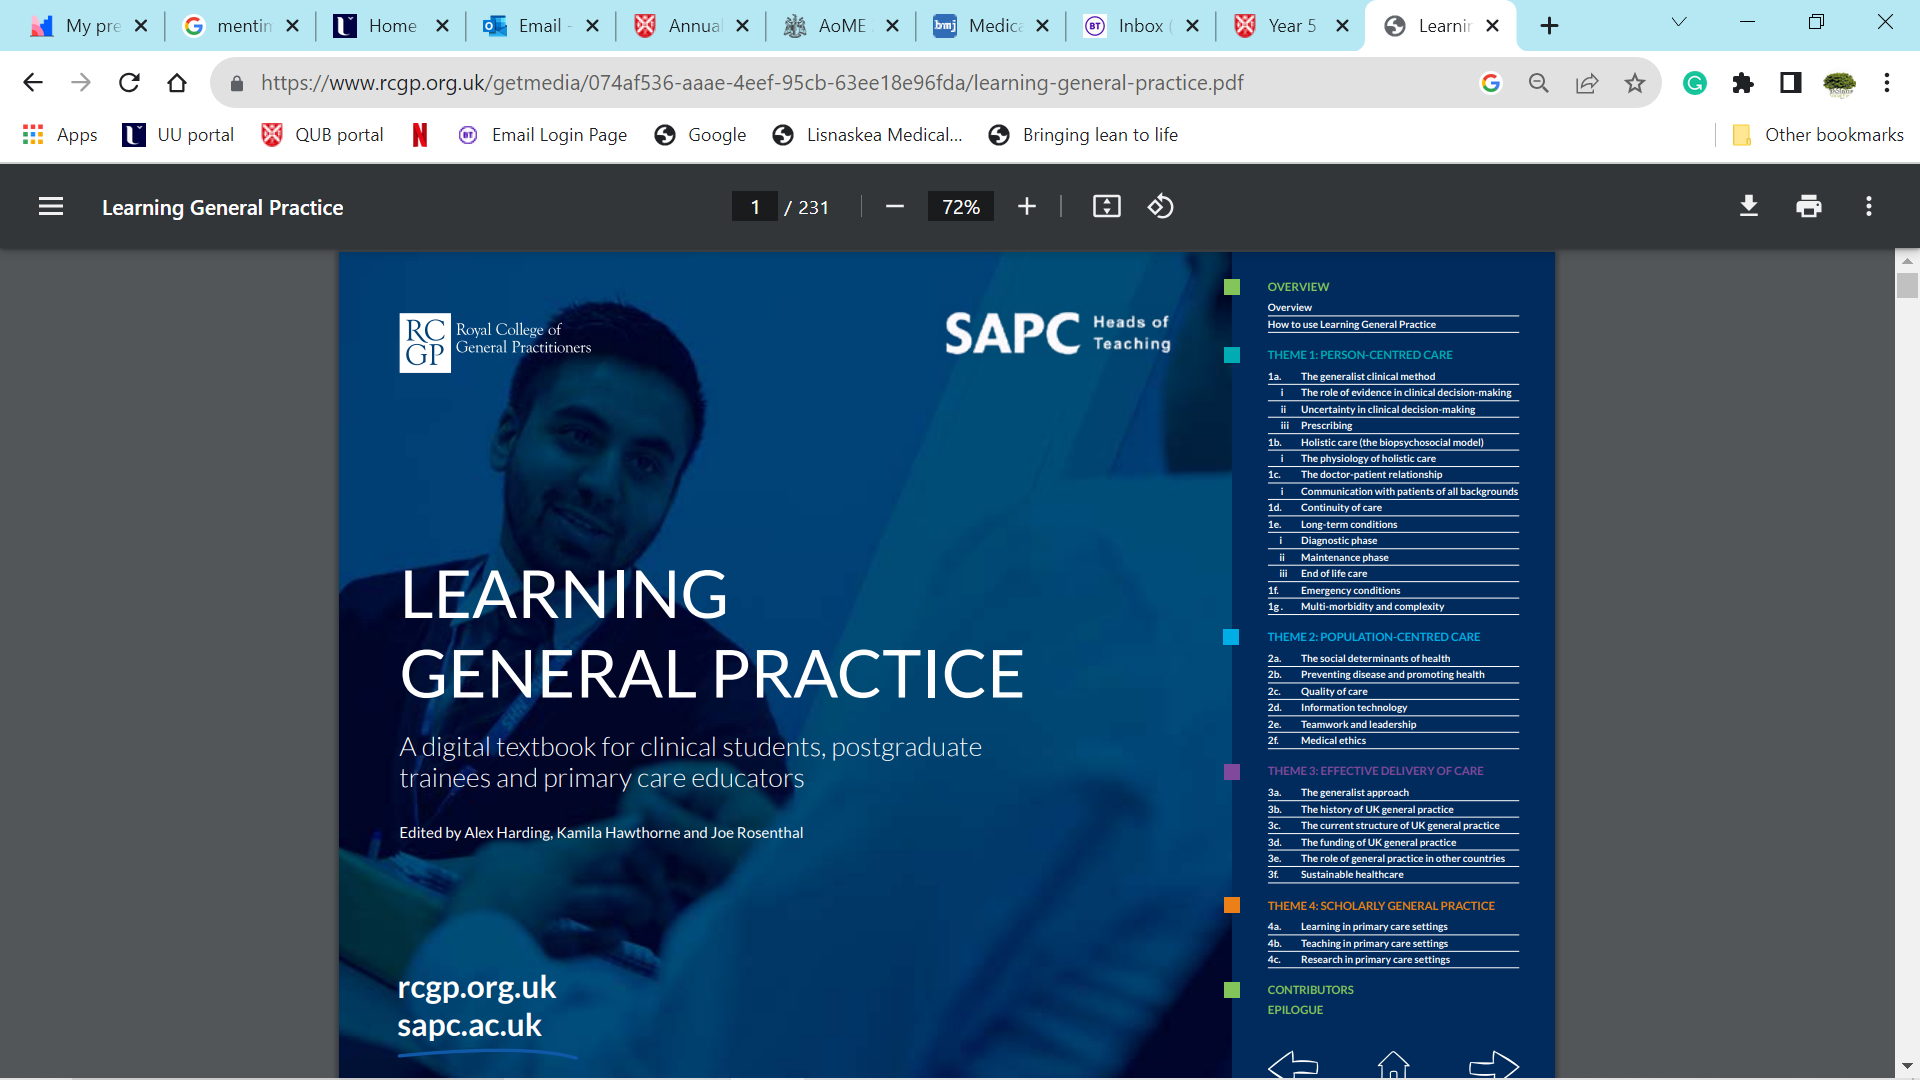 My pre
mentin
Home
Email -
Annual
AoME
Medica
Inbox (
Year 5
Learnin
https://www.rcgp.org.uk/getmedia/074af536-aaae-4eef-95cb-63ee18e96fda/learning-general-practice.pdf
Apps
UU portal
QUB portal
Email Login Page
Google
Lisnaskea Medical...
Bringing lean to life
Other bookmarks
Learning General Practice
1 / 231
72%
RC
GP
Royal College of
General Practitioners
SAPC
Heads of
Teaching
LEARNING
GENERAL PRACTICE
A digital textbook for clinical students, postgraduate
trainees and primary care educators
Edited by Alex Harding, Kamila Hawthorne and Joe Rosenthal
rcgp.org.uk
sapc.ac.uk
OVERVIEW
Overview
How to use Learning General Practice
THEME 1: PERSON-CENTRED CARE
1a. The generalist clinical method
i The role of evidence in clinical decision-making
ii Uncertainty in clinical decision-making
iii Prescribing
1b. Holistic care (the biopsychosocial model)
i The physiology of holistic care
1c. The doctor-patient relationship
i Communication with patients of all backgrounds
1d. Continuity of care
1e. Long-term conditions
i Diagnostic phase
ii Maintenance phase
iii End of life care
1f. Emergency conditions
1g. Multi-morbidity and complexity
THEME 2: POPULATION-CENTRED CARE
2a. The social determinants of health
2b. Preventing disease and promoting health
2c. Quality of care
2d. Information technology
2e. Teamwork and leadership
2f. Medical ethics
THEME 3: EFFECTIVE DELIVERY OF CARE
3a. The generalist approach
3b. The history of UK general practice
3c. The current structure of UK general practice
3d. The funding of UK general practice
3e. The role of general practice in other countries
3f. Sustainable healthcare
THEME 4: SCHOLARLY GENERAL PRACTICE
4a. Learning in primary care settings
4b. Teaching in primary care settings
4c. Research in primary care settings
CONTRIBUTORS
EPILOGUE